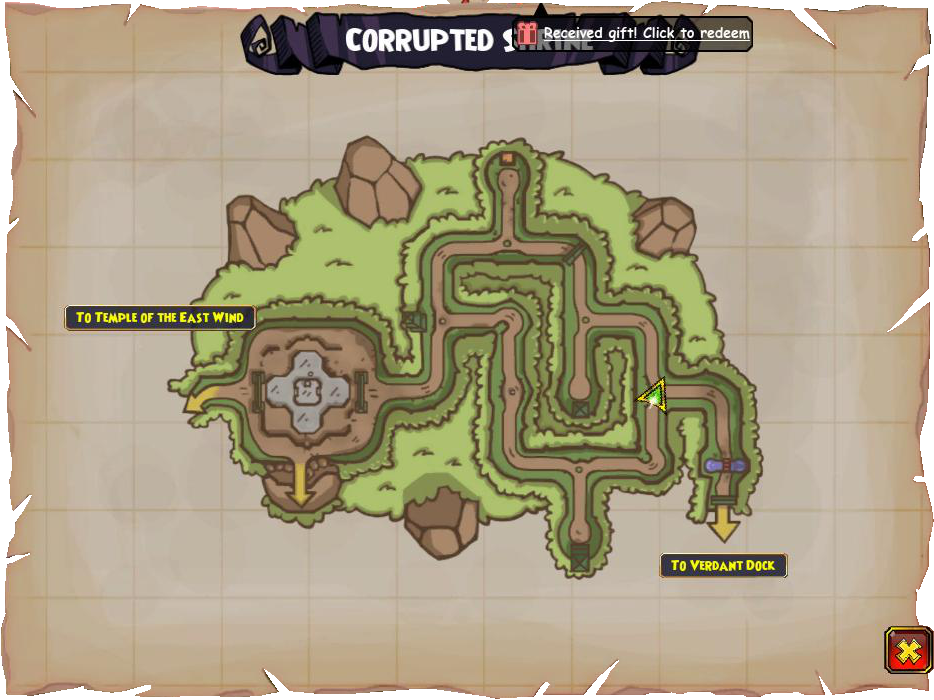 CORRUPTED
Received gift! Click to redeem
TO TEMPLE OF THE EAST WIND
TO VERDANT DOCK